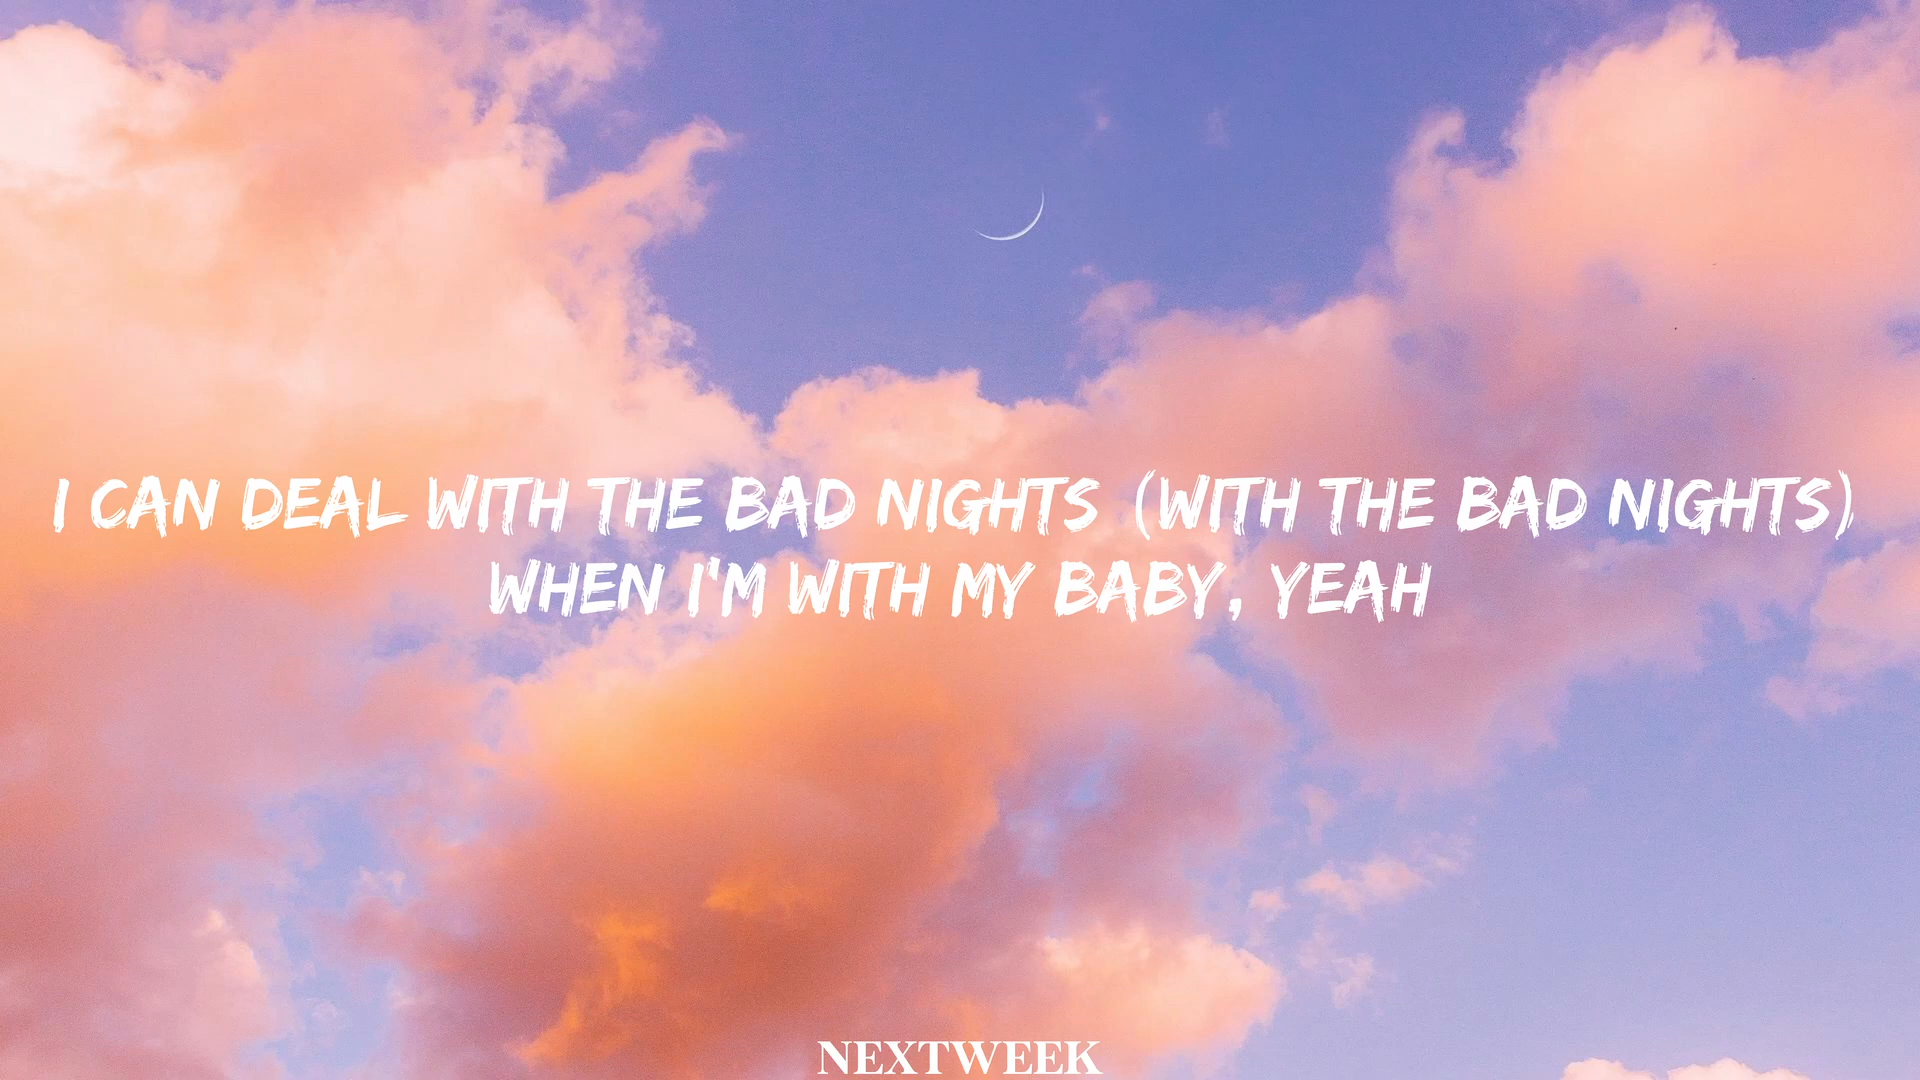 I CAN DEAL WITH THE BAD NIGHTS (WITH THE BAD NIGHTS)
WHEN I'M WITH MY BABY, YEAH
NEXTWEEK